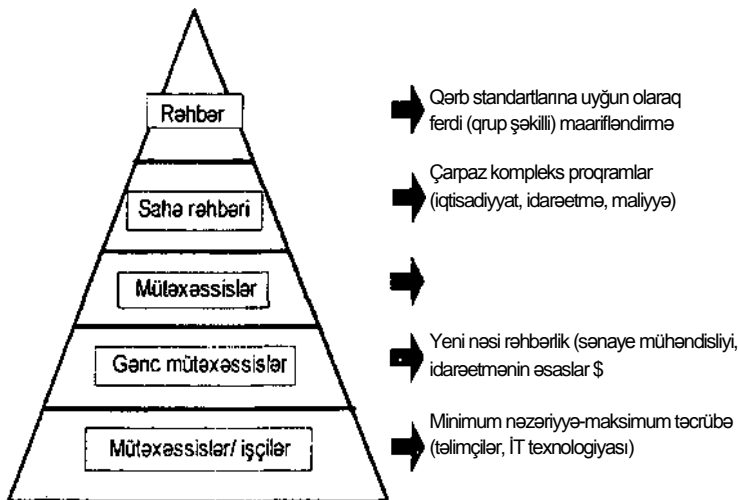 Rəhbər
Qərb standartlarına uyğun olaraq
ferdi (qrup şəkilli) maarifləndirmə
Sahə rəhbəri
Çarpaz kompleks proqramlar
(iqtisadiyyat, idarəetmə, maliyyə)
Mütəxəssislər
Gənc mütəxəssislər
Yeni nəsi rəhbərlik (sənaye mühəndisliyi,
idarəetmənin əsaslar $
Mütəxəssislər/ işçilər
Minimum nəzəriyyə-maksimum təcrübə
(təlimçilər, İT texnologiyası)